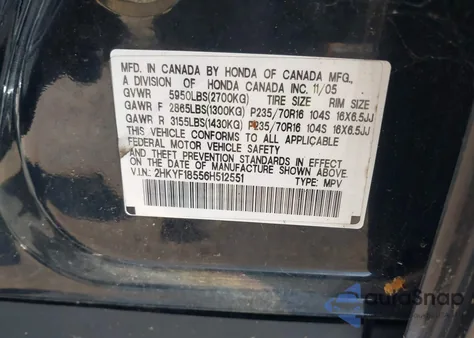 MFD. IN CANADA BY HONDA OF CANADA MFG.,
A DIVISION OF HONDA CANADA INC. 11/05
GVWR 5950LBS(2700KG) TIRE SIZE RIM SIZE
GAWR F 2865LBS(1300KG) P235/70R16 104S 16X6.5JJ
GAWR R 3155LBS(1430KG) P235/70R16 104S 16X6.5JJ
THIS VEHICLE CONFORMS TO ALL APPLICABLE
FEDERAL MOTOR VEHICLE SAFETY
AND THEFT PREVENTION STANDARDS IN EFFECT
ON THE DATE OF MANUFACTURE SHOWN ABOVE.
V.I.N.: 2HKYF18556H512551 TYPE: MPV
autoSnap